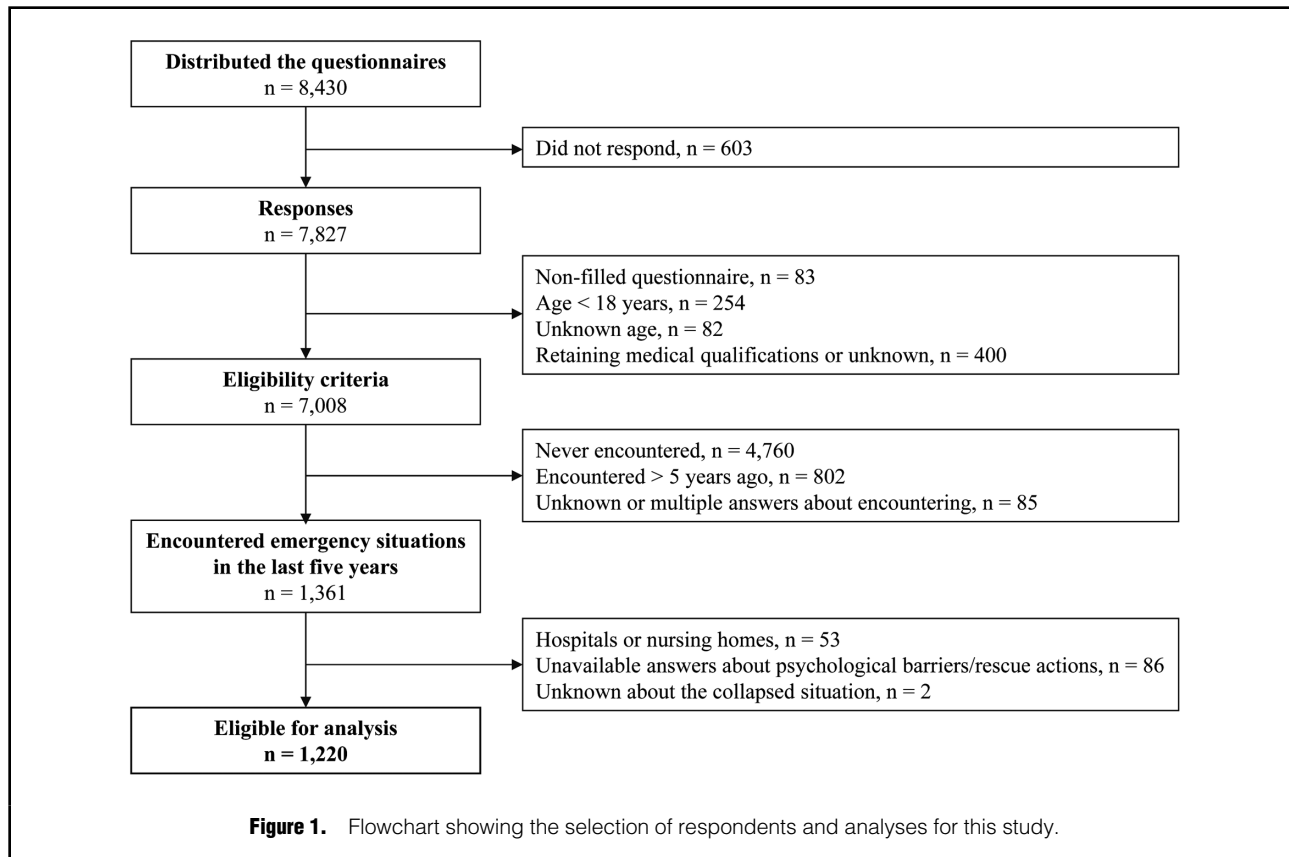 Distributed the questionnaires
n = 8,430
Did not respond, n = 603
Responses
n = 7,827
Non-filled questionnaire, n = 83
Age < 18 years, n = 254
Unknown age, n = 82
Retaining medical qualifications or unknown, n = 400
Eligibility criteria
n = 7,008
Never encountered, n = 4,760
Encountered > 5 years ago, n = 802
Unknown or multiple answers about encountering, n = 85
Encountered emergency situations
in the last five years
n = 1,361
Hospitals or nursing homes, n = 53
Unavailable answers about psychological barriers/rescue actions, n = 86
Unknown about the collapsed situation, n = 2
Eligible for analysis
n = 1,220
Figure 1. Flowchart showing the selection of respondents and analyses for this study.